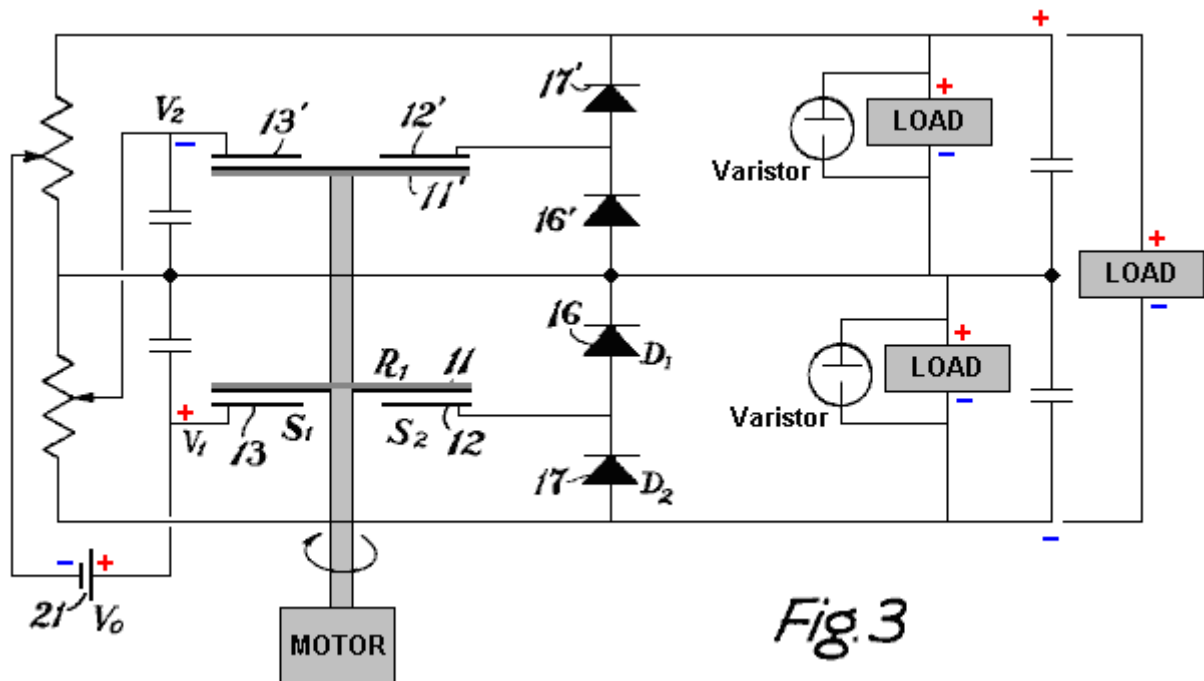 +
17'
V2
13'
12'
+
LOAD
-
Varistor
-
11'
16'
+
LOAD
-
16
D1
+
LOAD
-
R1
11
+
V1
13
S1
S2
12
Varistor
17
D2
-
- +
21
V0
MOTOR
Fig. 3